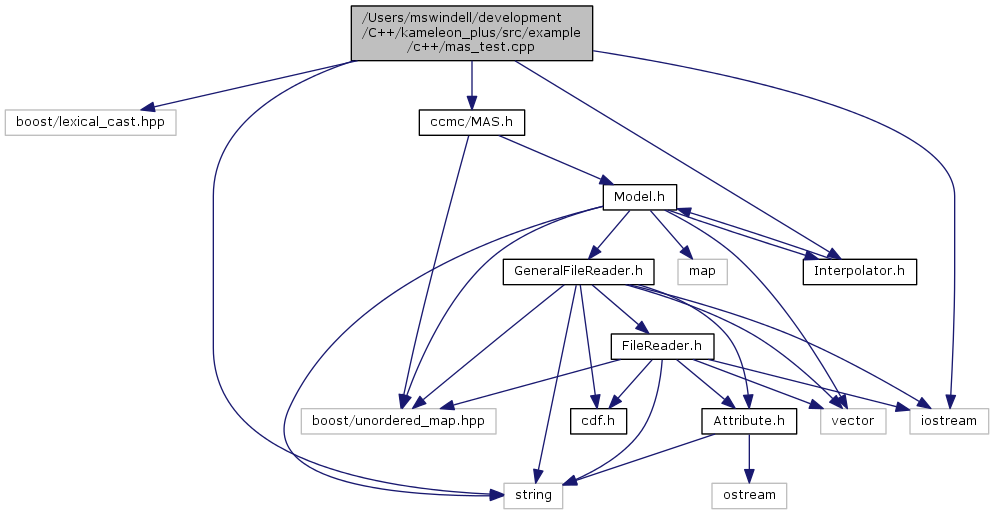 /Users/mswindell/development
/C++/kameleon_plus/src/example
/c++/mas_test.cpp
boost/lexical_cast.hpp
ccmc/MAS.h
Model.h
GeneralFileReader.h
map
Interpolator.h
FileReader.h
boost/unordered_map.hpp
cdf.h
Attribute.h
vector
iostream
string
ostream